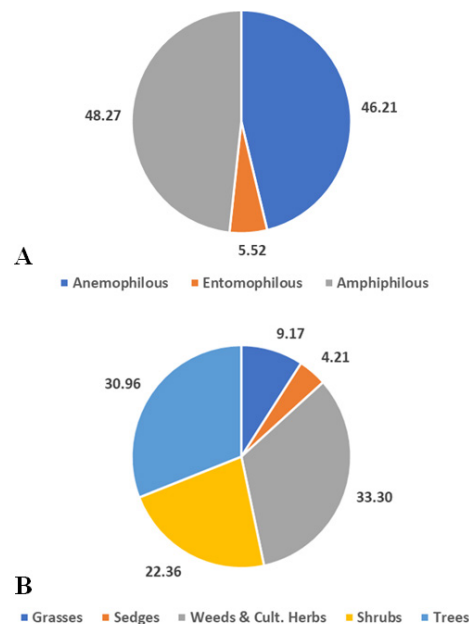 48.27
46.21
5.52
A
Anemophilous Entomophilous Amphiphilous
9.17
4.21
30.96
33.30
22.36
B
Grasses Sedges Weeds & Cult. Herbs Shrubs Trees